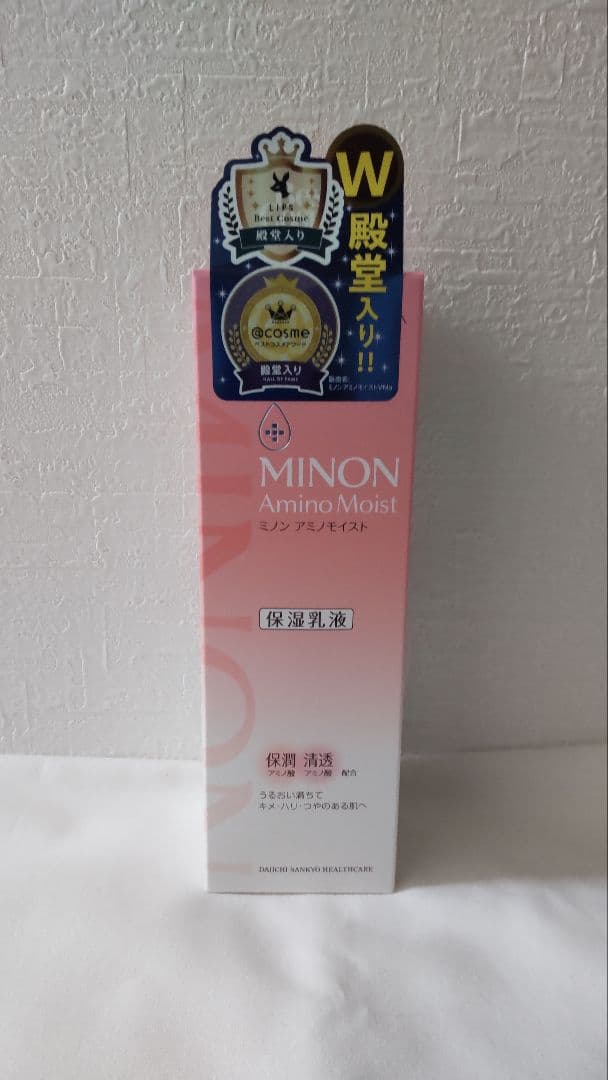 W殿堂入り!!
LIPS
Best Cosme
殿堂入り
@cosme
ベストコスメアワード
殿堂入り
HALL OF FAME
MINON
Amino Moist
ミノン アミノモイスト
保湿乳液
保潤 清透
アミノ酸 アミノ酸 配合
うるおい満ちて
キメ・ハリ・つやのある肌へ
DAIICHI SANKYO HEALTHCARE
MINON